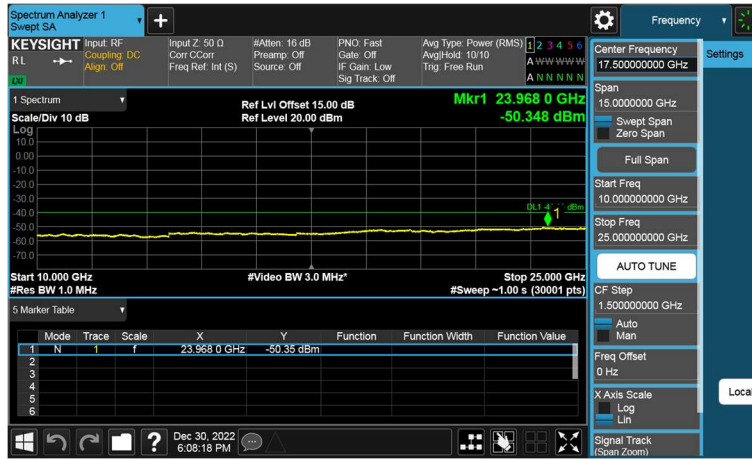 Spectrum Analyzer 1
Swept SA
Frequency
KEYSIGHT
RL
LXI
Input: RF
Coupling: DC
Align: Off
Input Z: 50 Ω
Corr CCorr
Freq Ref: Int (S)
#Atten: 16 dB
Preamp: Off
Source: Off
PNO: Fast
Gate: Off
IF Gain: Low
Sig Track: Off
Avg Type: Power (RMS)
Avg|Hold: 10/10
Trig: Free Run
1 2 3 4 5 6
A W W W W W
A N N N N N
1 Spectrum
Scale/Div 10 dB
Ref Lvl Offset 15.00 dB
Ref Level 20.00 dBm
Mkr1 23.968 0 GHz
-50.348 dBm
Log
10.0
0.00
-10.0
-20.0
-30.0
-40.0
-50.0
-60.0
-70.0
DL1 dBm
1
Start 10.000 GHz
#Res BW 1.0 MHz
#Video BW 3.0 MHz*
Stop 25.000 GHz
#Sweep ~1.00 s (30001 pts)
5 Marker Table
Mode Trace Scale X Y Function Function Width Function Value
1 N 1 f 23.968 0 GHz -50.35 dBm
2
3
4
5
6
Dec 30, 2022
6:08:18 PM
Center Frequency
17.500000000 GHz
Settings
Span
15.0000000 GHz
Swept Span
Zero Span
Full Span
Start Freq
10.000000000 GHz
Stop Freq
25.000000000 GHz
AUTO TUNE
CF Step
1.500000000 GHz
Auto
Man
Freq Offset
0 Hz
X Axis Scale
Log
Lin
Local
Signal Track
(Span Zoom)